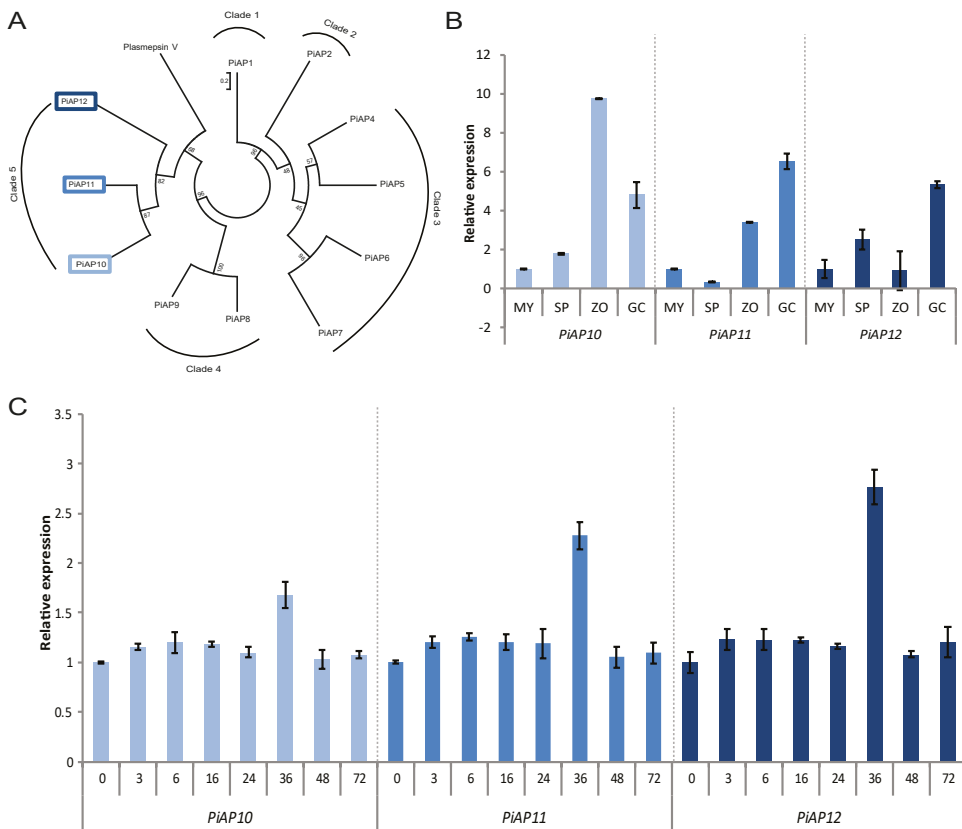 A
Clade 1
Clade 2
Plasmepsin V
PiAP1
PiAP2
0.2
PiAP12
PiAP4
Clade 5
PiAP11
PiAP5
Clade 3
PiAP10
PiAP6
PiAP9
PiAP8
PiAP7
Clade 4
68
82
87
96
100
96
48
57
45
94
B
Relative expression
12
10
8
6
4
2
0
-2
MY SP ZO GC MY SP ZO GC MY SP ZO GC
PiAP10 PiAP11 PiAP12
C
Relative expression
3.5
3
2.5
2
1.5
1
0.5
0
0 3 6 16 24 36 48 72 0 3 6 16 24 36 48 72 0 3 6 16 24 36 48 72
PiAP10 PiAP11 PiAP12